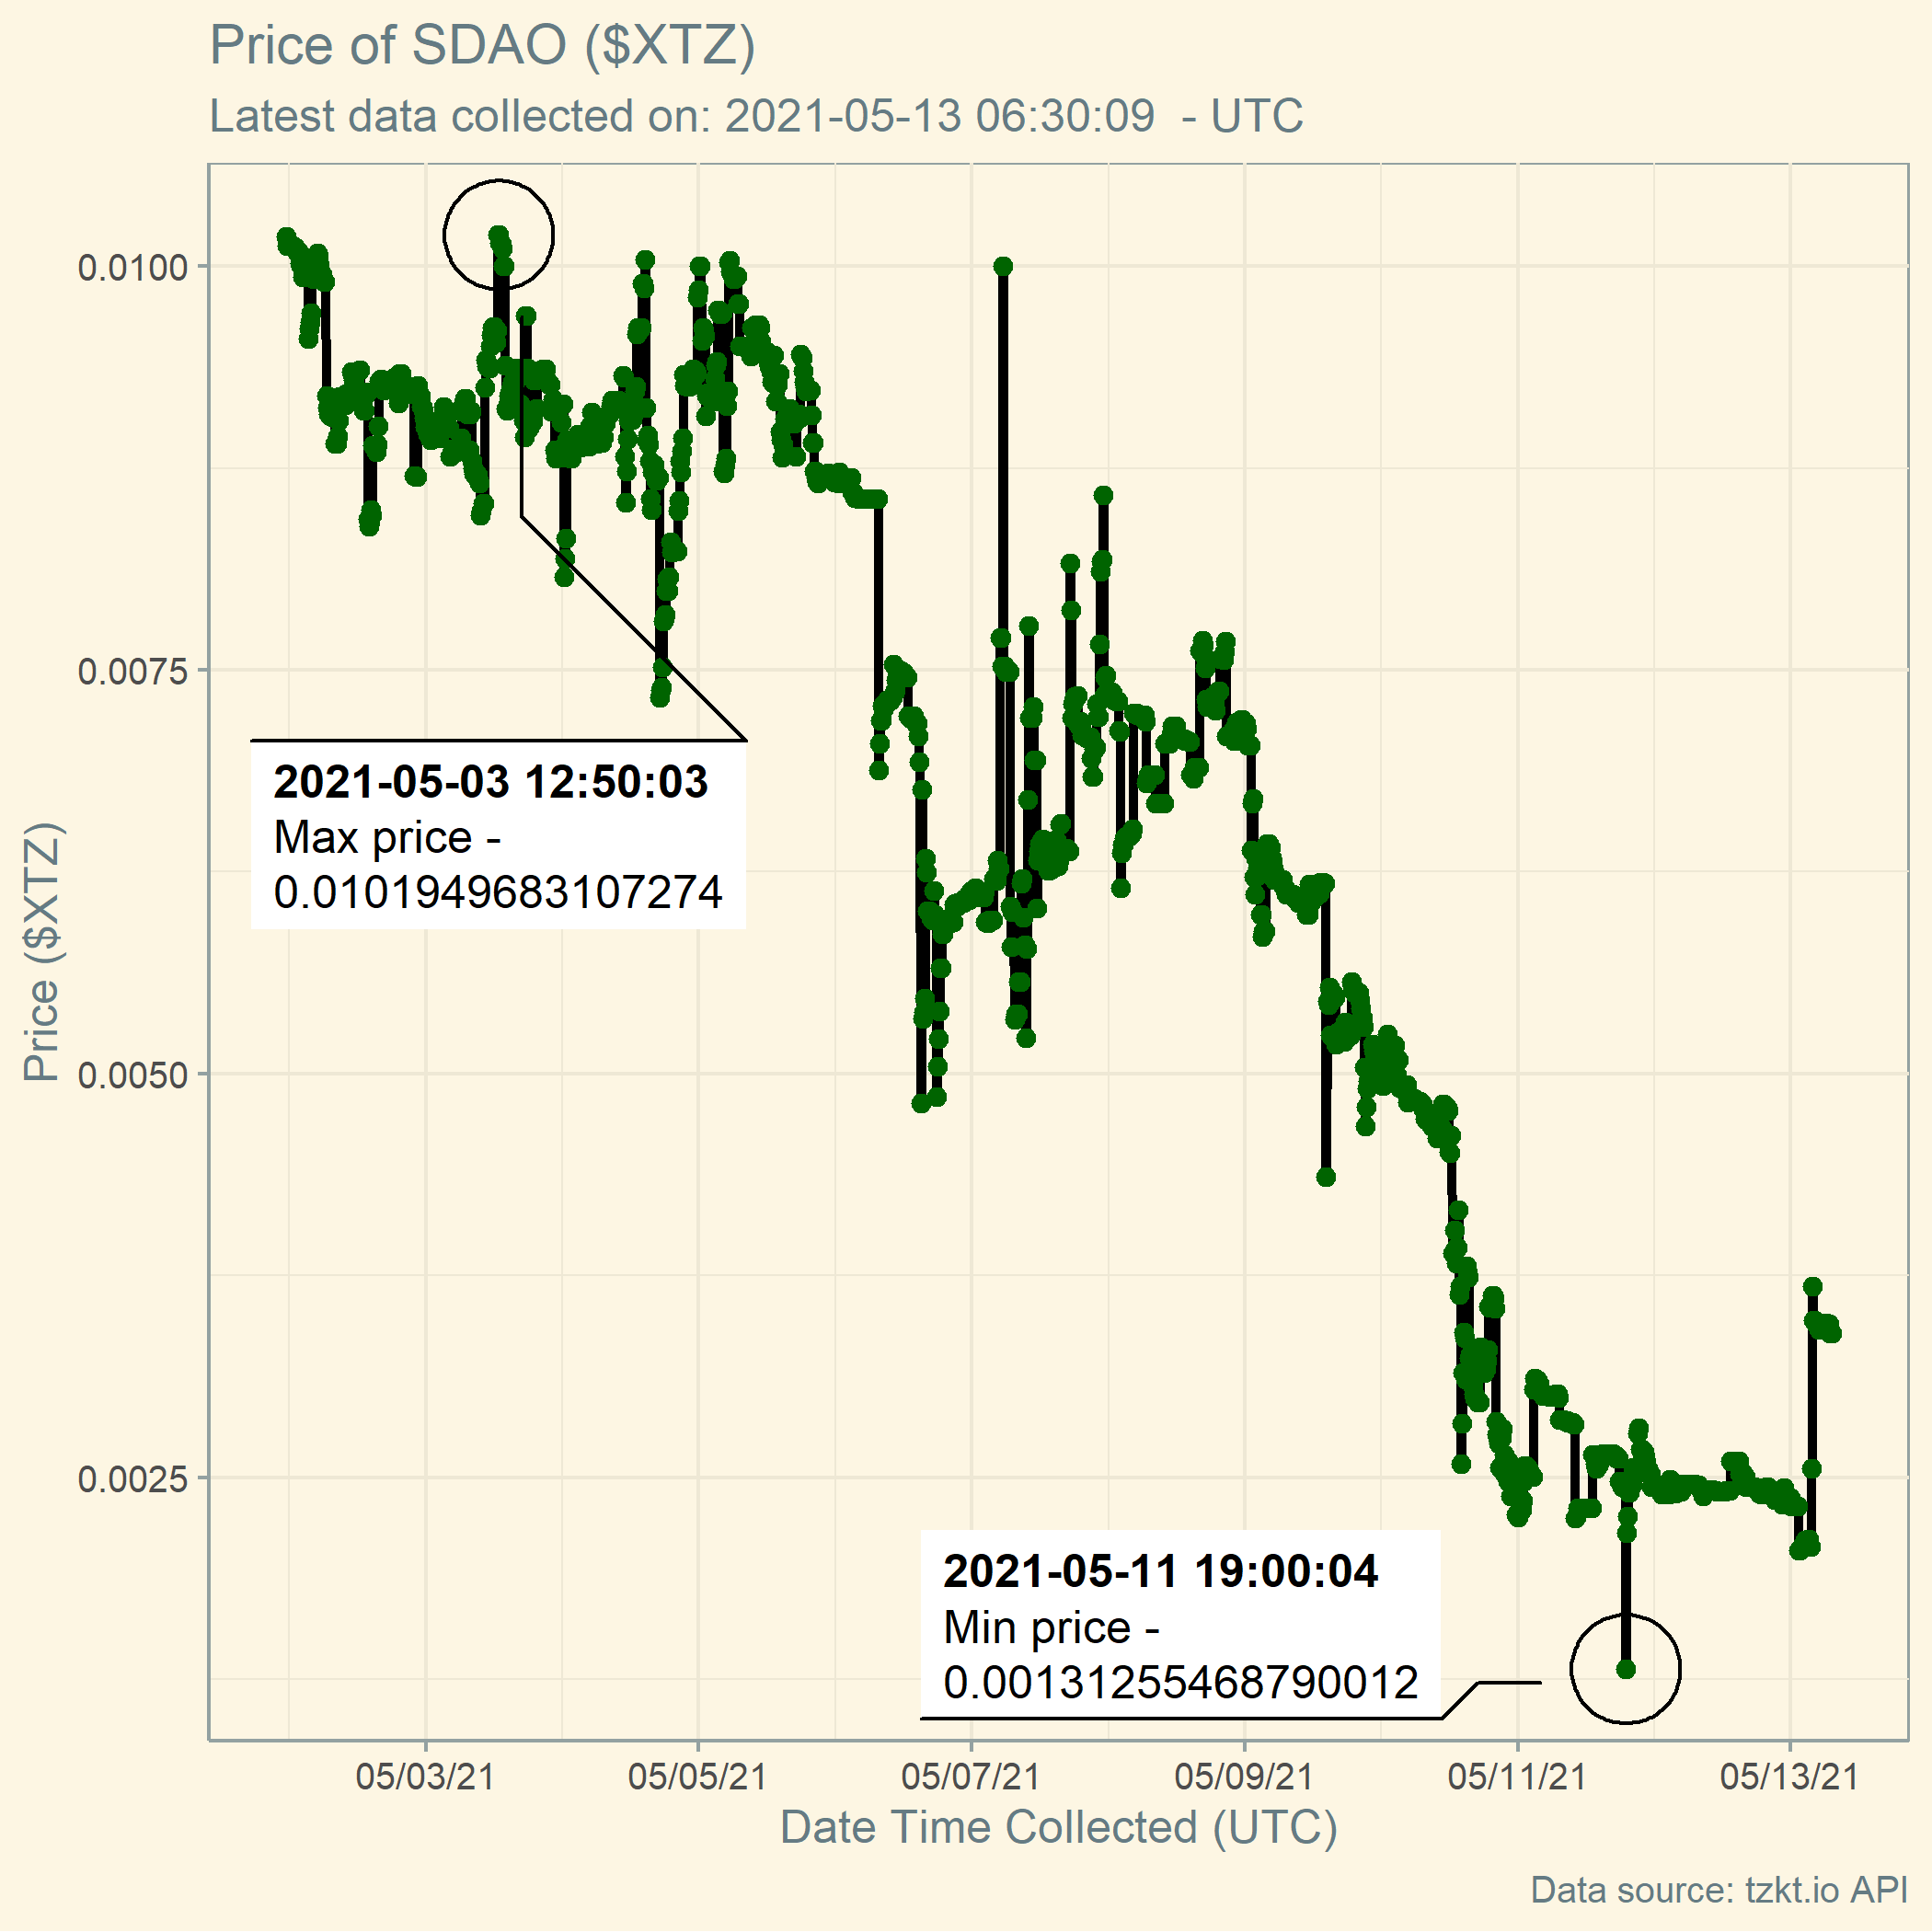 Price of SDAO ($XTZ)
Latest data collected on: 2021-05-13 06:30:09  - UTC
Price ($XTZ)
0.0100
0.0075
0.0050
0.0025
2021-05-03 12:50:03
Max price -
0.0101949683107274
2021-05-11 19:00:04
Min price -
0.00131255468790012
05/03/21
05/05/21
05/07/21
05/09/21
05/11/21
05/13/21
Date Time Collected (UTC)
Data source: tzkt.io API